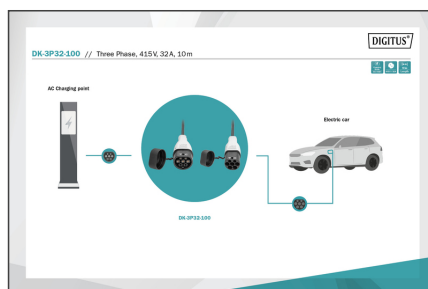 DIGITUS®
DK-3P32-100 // Three Phase, 415V, 32A, 10m
AC Charging point
Electric car
DK-3P32-100